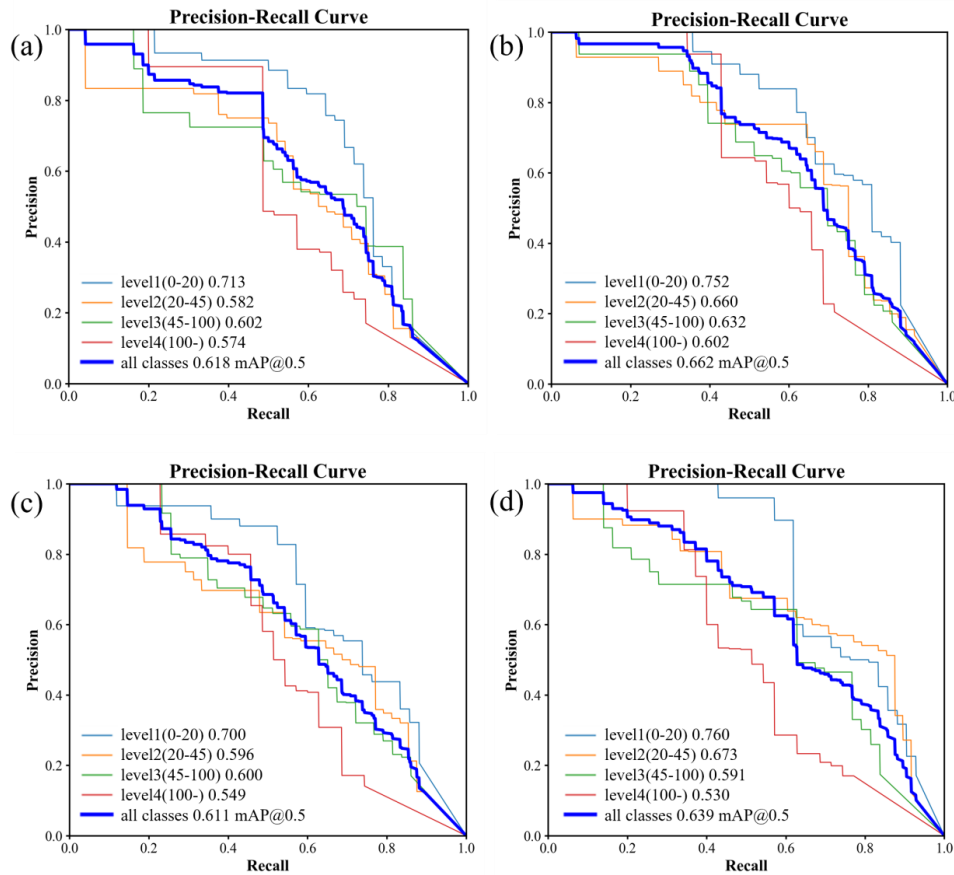 Precision-Recall Curve
(a)
1.0
0.8
0.6
0.4
0.2
0.0
Precision
level1(0-20) 0.713
level2(20-45) 0.582
level3(45-100) 0.602
level4(100-) 0.574
all classes 0.618 mAP@0.5
0.0 0.2 0.4 0.6 0.8 1.0
Recall
Precision-Recall Curve
(b)
1.0
0.8
0.6
0.4
0.2
0.0
Precision
level1(0-20) 0.752
level2(20-45) 0.660
level3(45-100) 0.632
level4(100-) 0.602
all classes 0.662 mAP@0.5
0.0 0.2 0.4 0.6 0.8 1.0
Recall
Precision-Recall Curve
(c)
1.0
0.8
0.6
0.4
0.2
0.0
Precision
level1(0-20) 0.700
level2(20-45) 0.596
level3(45-100) 0.600
level4(100-) 0.549
all classes 0.611 mAP@0.5
0.0 0.2 0.4 0.6 0.8 1.0
Recall
Precision-Recall Curve
(d)
1.0
0.8
0.6
0.4
0.2
0.0
Precision
level1(0-20) 0.760
level2(20-45) 0.673
level3(45-100) 0.591
level4(100-) 0.530
all classes 0.639 mAP@0.5
0.0 0.2 0.4 0.6 0.8 1.0
Recall